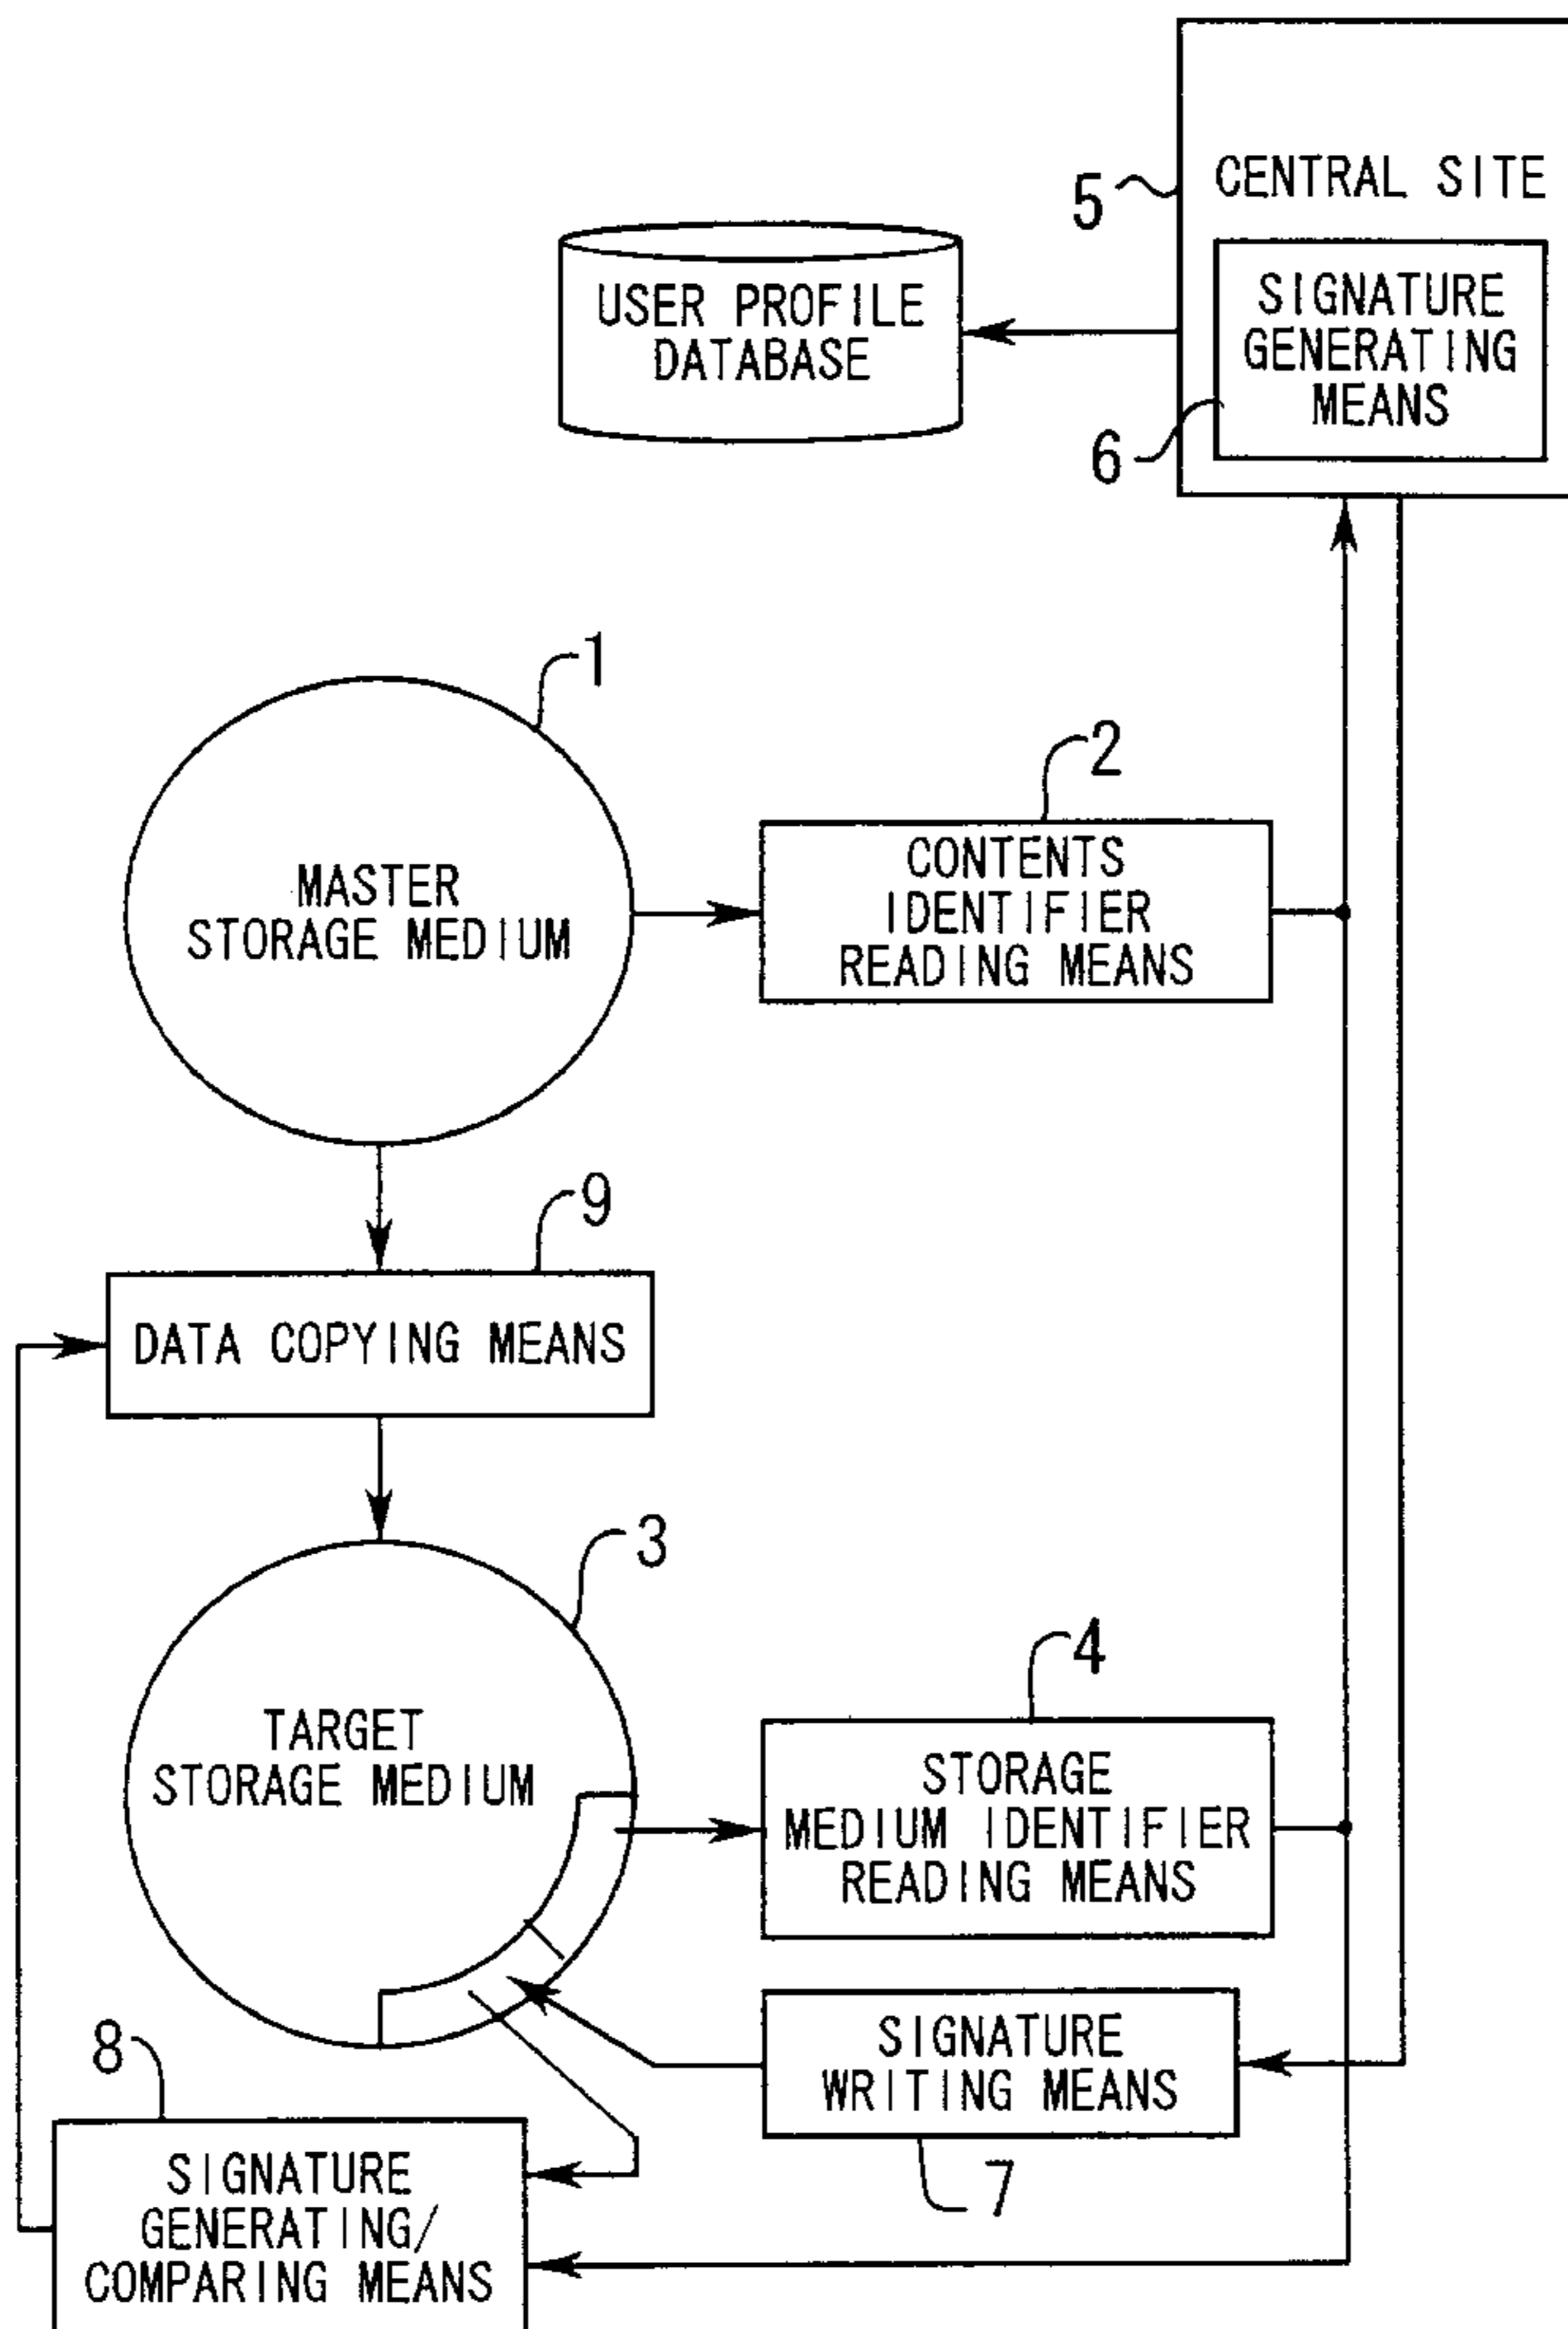 CENTRAL SITE
5
SIGNATURE
GENERATING
MEANS
6
USER PROFILE
DATABASE
1
MASTER
STORAGE MEDIUM
2
CONTENTS
IDENTIFIER
READING MEANS
9
DATA COPYING MEANS
3
TARGET
STORAGE MEDIUM
4
STORAGE
MEDIUM IDENTIFIER
READING MEANS
SIGNATURE
WRITING MEANS
7
8
SIGNATURE
GENERATING/
COMPARING MEANS